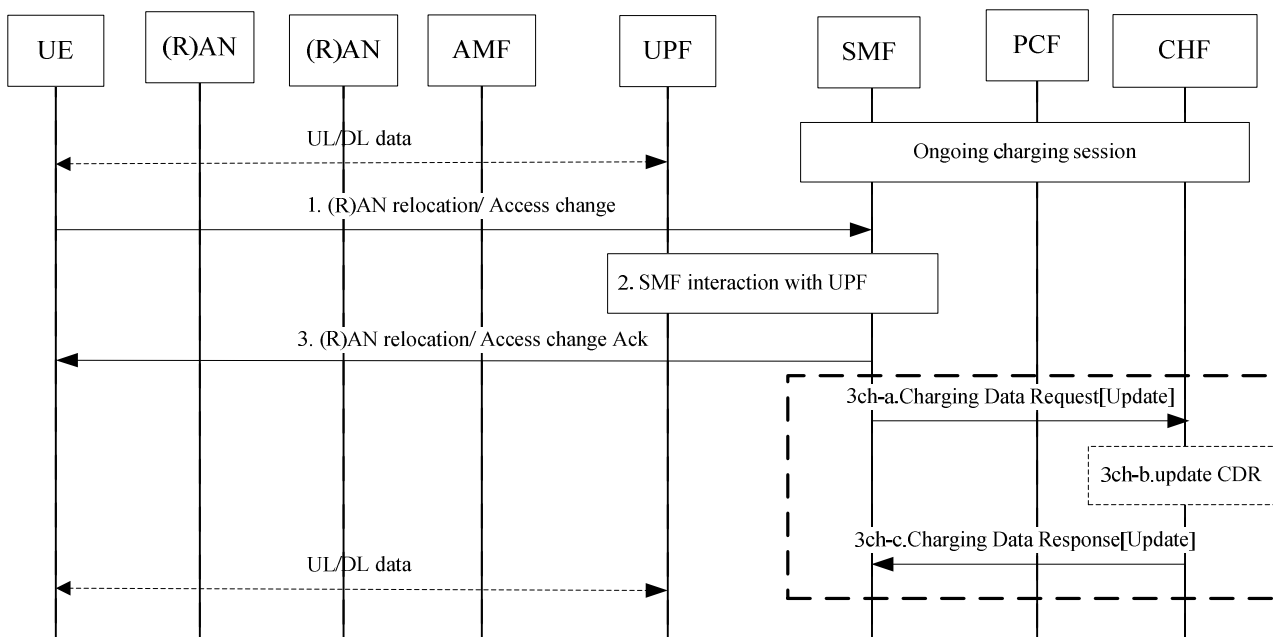 UE
(R)AN
(R)AN
AMF
UPF
SMF
PCF
CHF
UL/DL data
Ongoing charging session
1. (R)AN relocation/ Access change
2. SMF interaction with UPF
3. (R)AN relocation/ Access change Ack
3ch-a.Charging Data Request[Update]
3ch-b.update CDR
3ch-c.Charging Data Response[Update]
UL/DL data